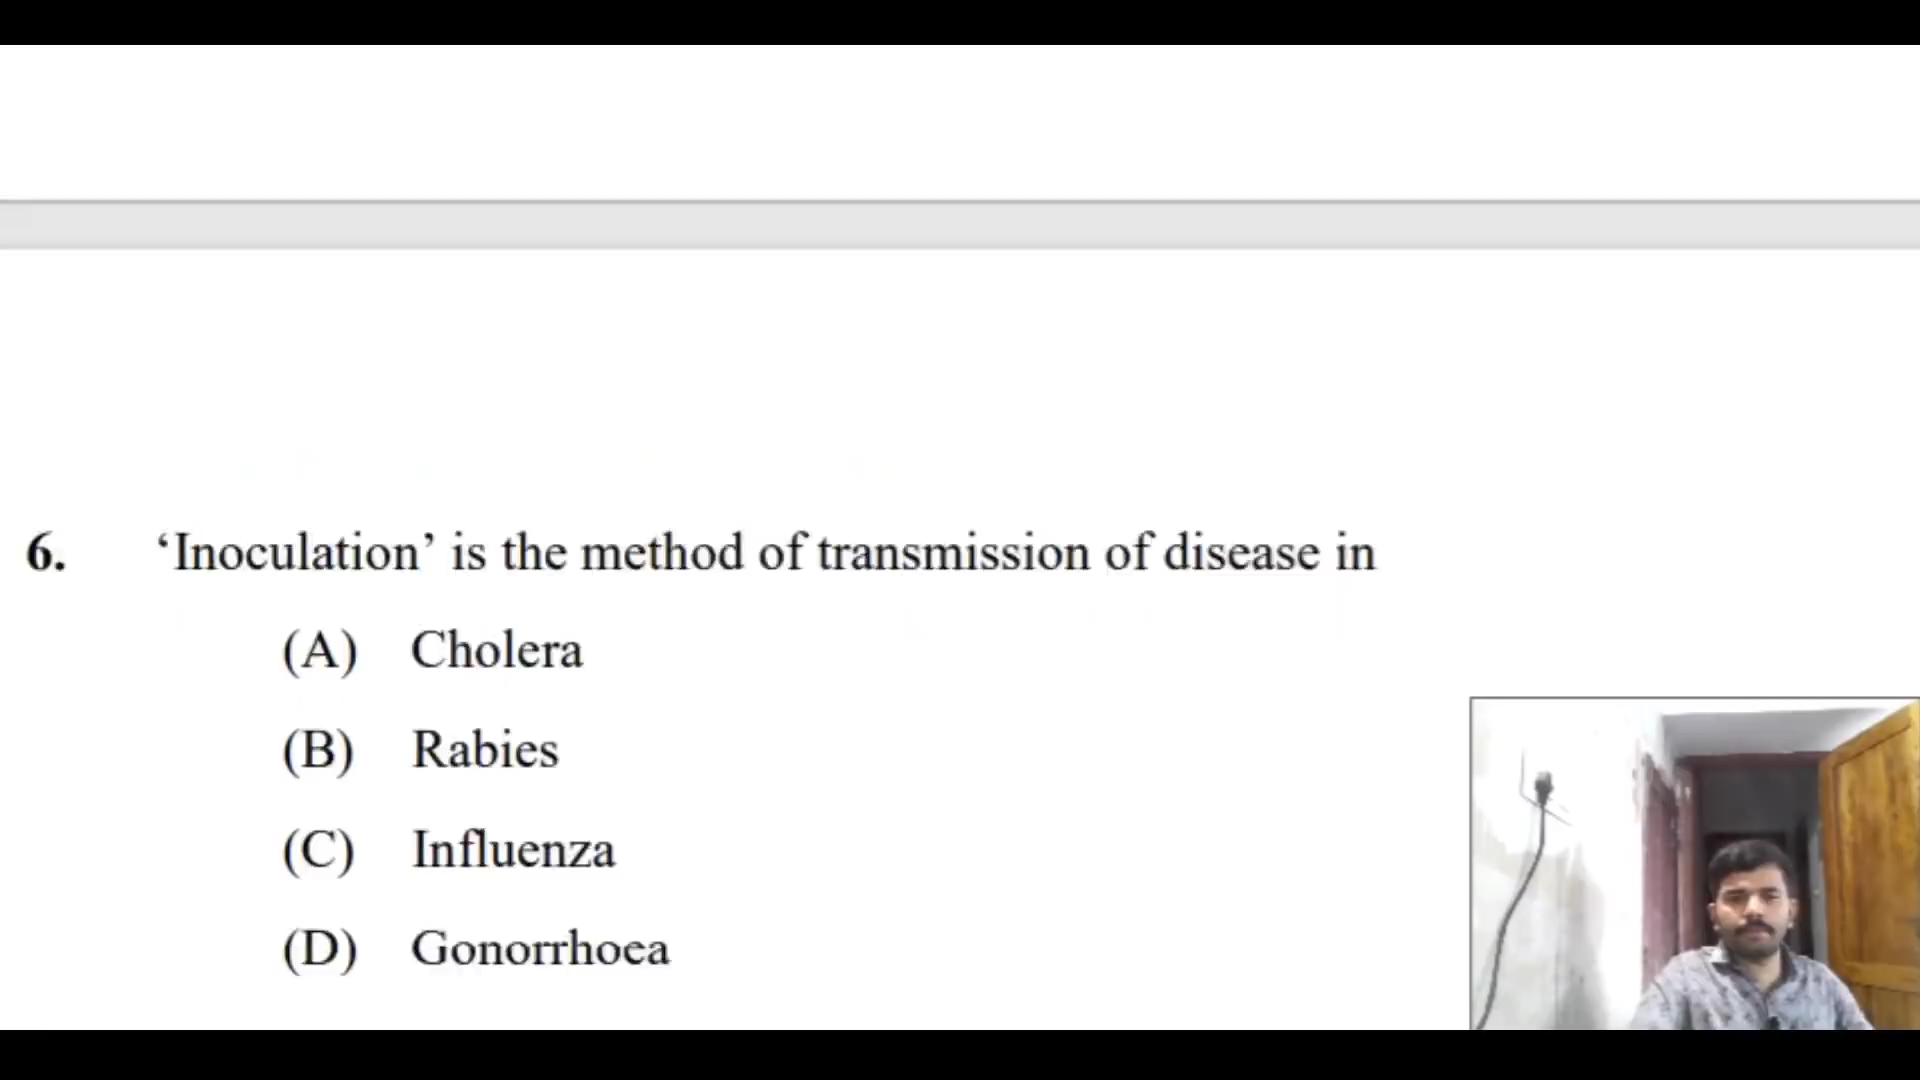 6. ‘Inoculation’ is the method of transmission of disease in
(A) Cholera
(B) Rabies
(C) Influenza
(D) Gonorrhoea